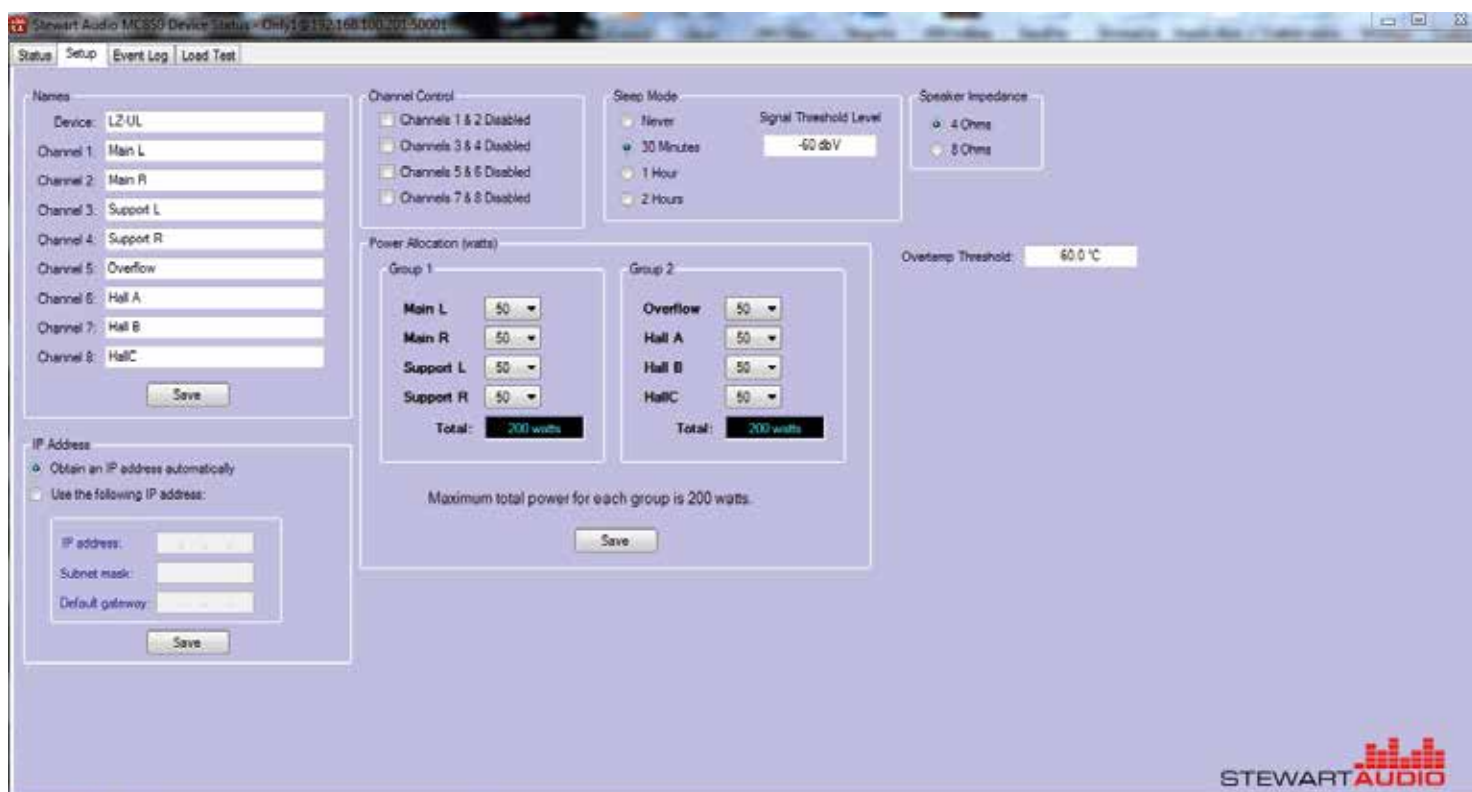 Stewart Audio MC850 Device Status - Only1@192.168.100.201:50001
Status Setup Event Log Load Test
Names
Device: LZ-UL
Channel 1: Main L
Channel 2: Main R
Channel 3: Support L
Channel 4: Support R
Channel 5: Overflow
Channel 6: Hall A
Channel 7: Hall B
Channel 8: HallC
Save
IP Address
Obtain an IP address automatically
Use the following IP address:
IP address:
Subnet mask:
Default gateway:
Save
Channel Control
Channels 1 & 2 Disabled
Channels 3 & 4 Disabled
Channels 5 & 6 Disabled
Channels 7 & 8 Disabled
Sleep Mode
Never
30 Minutes
1 Hour
2 Hours
Signal Threshold Level
-60 dbV
Speaker Impedance
4 Ohms
8 Ohms
Power Allocation (watts)
Group 1
Main L 50
Main R 50
Support L 50
Support R 50
Total: 200 watts
Group 2
Overflow 50
Hall A 50
Hall B 50
HallC 50
Total: 200 watts
Maximum total power for each group is 200 watts.
Save
Overtemp Threshold: 60.0 °C
STEWARTAUDIO